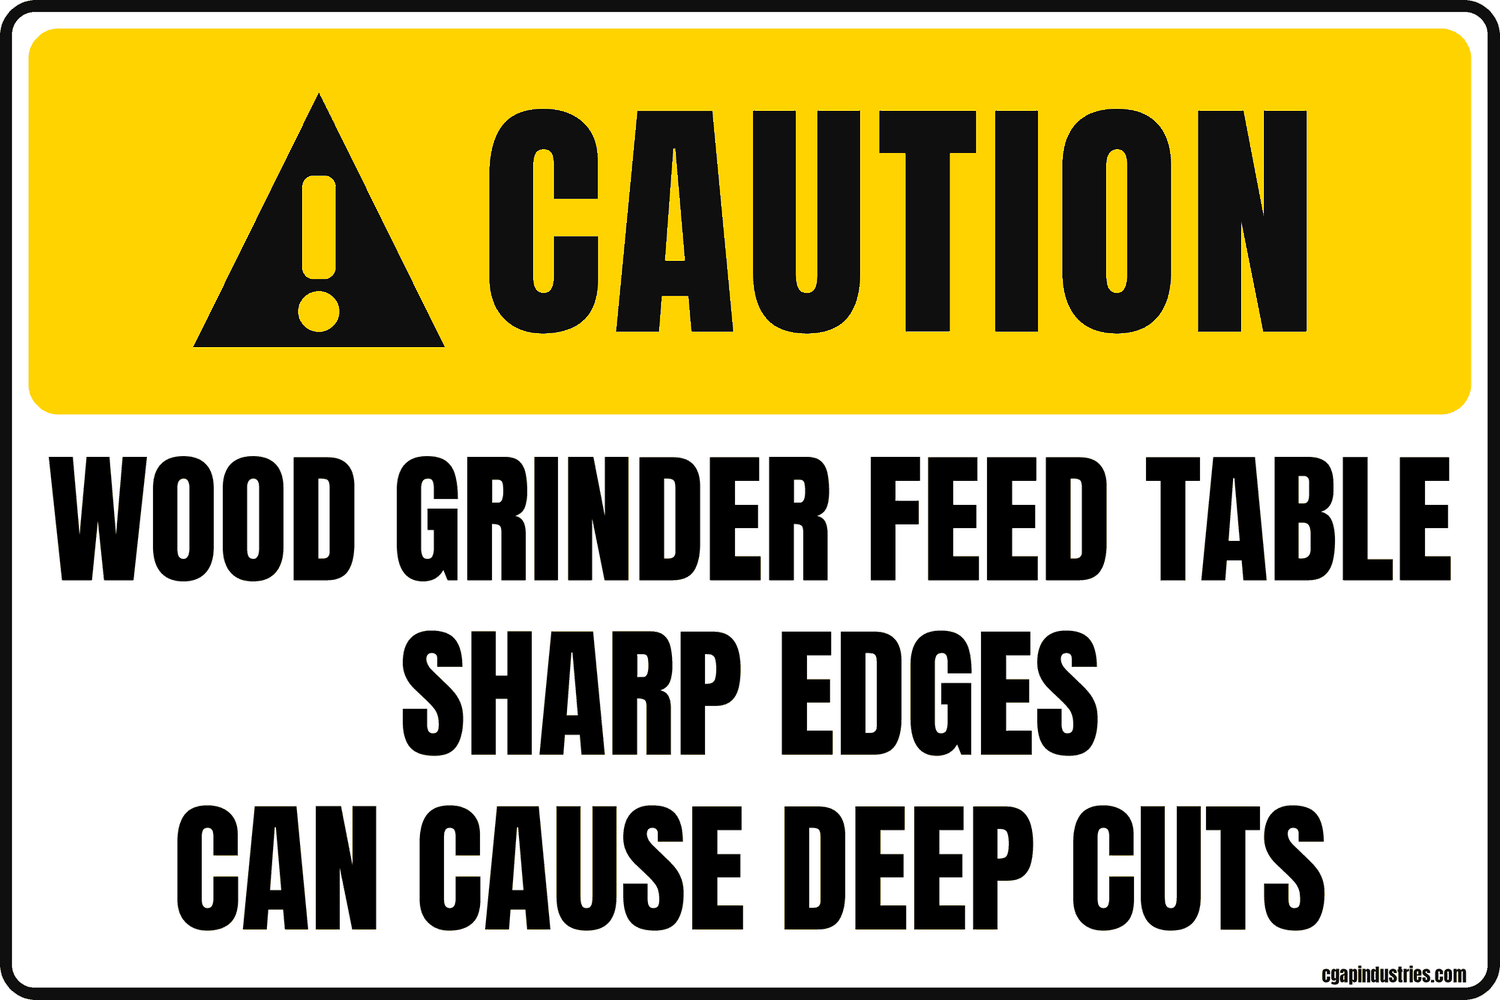 CAUTION
WOOD GRINDER FEED TABLE
SHARP EDGES
CAN CAUSE DEEP CUTS
cgapindustries.com